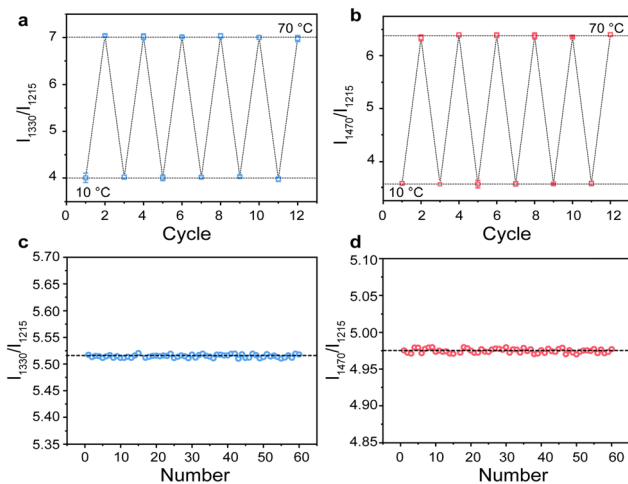 a
I1330/I1215
7
6
5
4
70 °C
10 °C
0 2 4 6 8 10 12
Cycle
b
I1470/I1215
6
5
4
70 °C
10 °C
0 2 4 6 8 10 12
Cycle
c
I1330/I1215
5.70
5.65
5.60
5.55
5.50
5.45
5.40
5.35
0 10 20 30 40 50 60
Number
d
I1470/I1215
5.10
5.05
5.00
4.95
4.90
4.85
0 10 20 30 40 50 60
Number